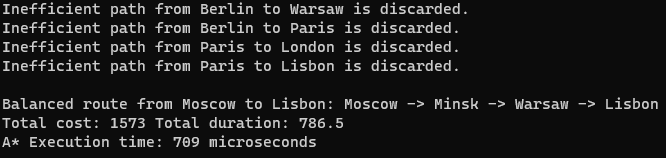 Inefficient path from Berlin to Warsaw is discarded.
Inefficient path from Berlin to Paris is discarded.
Inefficient path from Paris to London is discarded.
Inefficient path from Paris to Lisbon is discarded.
Balanced route from Moscow to Lisbon: Moscow -> Minsk -> Warsaw -> Lisbon
Total cost: 1573 Total duration: 786.5
A* Execution time: 709 microseconds